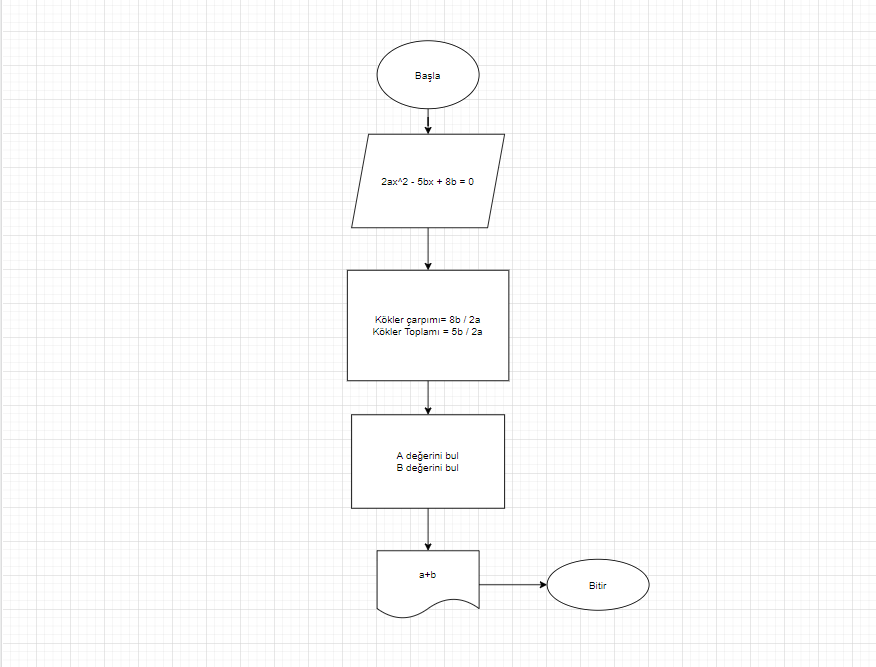 Başla
2ax^2 - 5bx + 8b = 0
Kökler çarpımı= 8b / 2a
Kökler Toplamı = 5b / 2a
A değerini bul
B değerini bul
a+b
Bitir